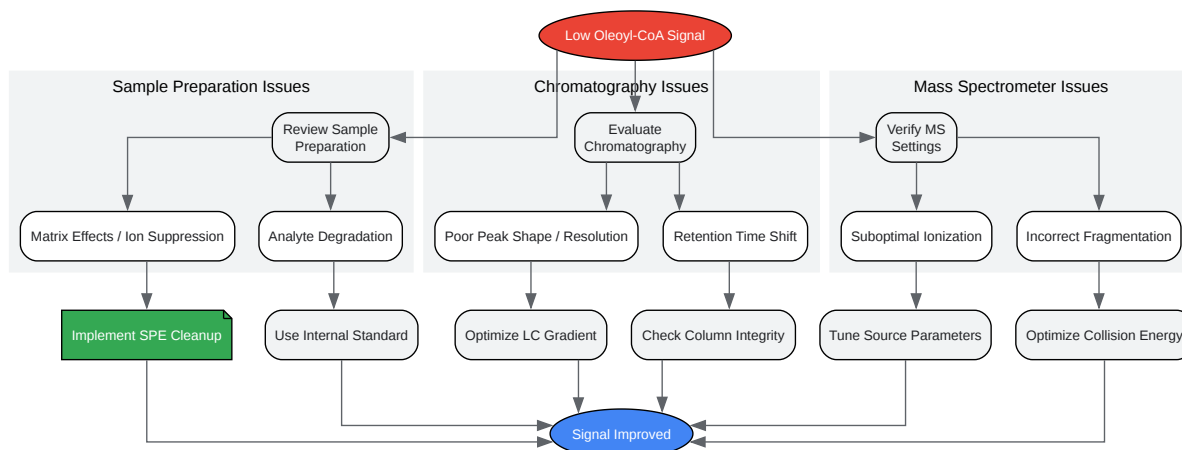 Low Oleoyl-CoA Signal
Sample Preparation Issues
Chromatography Issues
Mass Spectrometer Issues
Review Sample
Preparation
Evaluate
Chromatography
Verify MS
Settings
Matrix Effects / Ion Suppression
Analyte Degradation
Poor Peak Shape / Resolution
Retention Time Shift
Suboptimal Ionization
Incorrect Fragmentation
Implement SPE Cleanup
Use Internal Standard
Optimize LC Gradient
Check Column Integrity
Tune Source Parameters
Optimize Collision Energy
Signal Improved